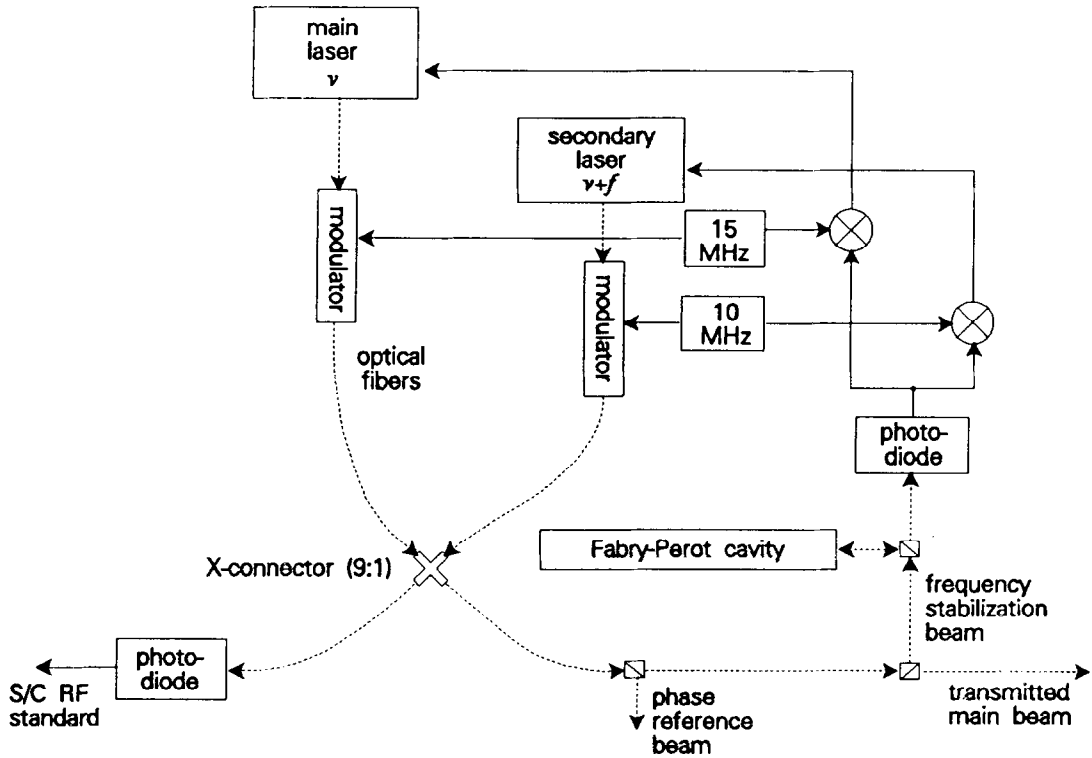 main
laser
ν
secondary
laser
ν+f
modulator
15
MHz
modulator
10
MHz
optical
fibers
photo-
diode
X-connector (9:1)
Fabry-Perot cavity
frequency
stabilization
beam
photo-
diode
S/C RF
standard
phase
reference
beam
transmitted
main beam